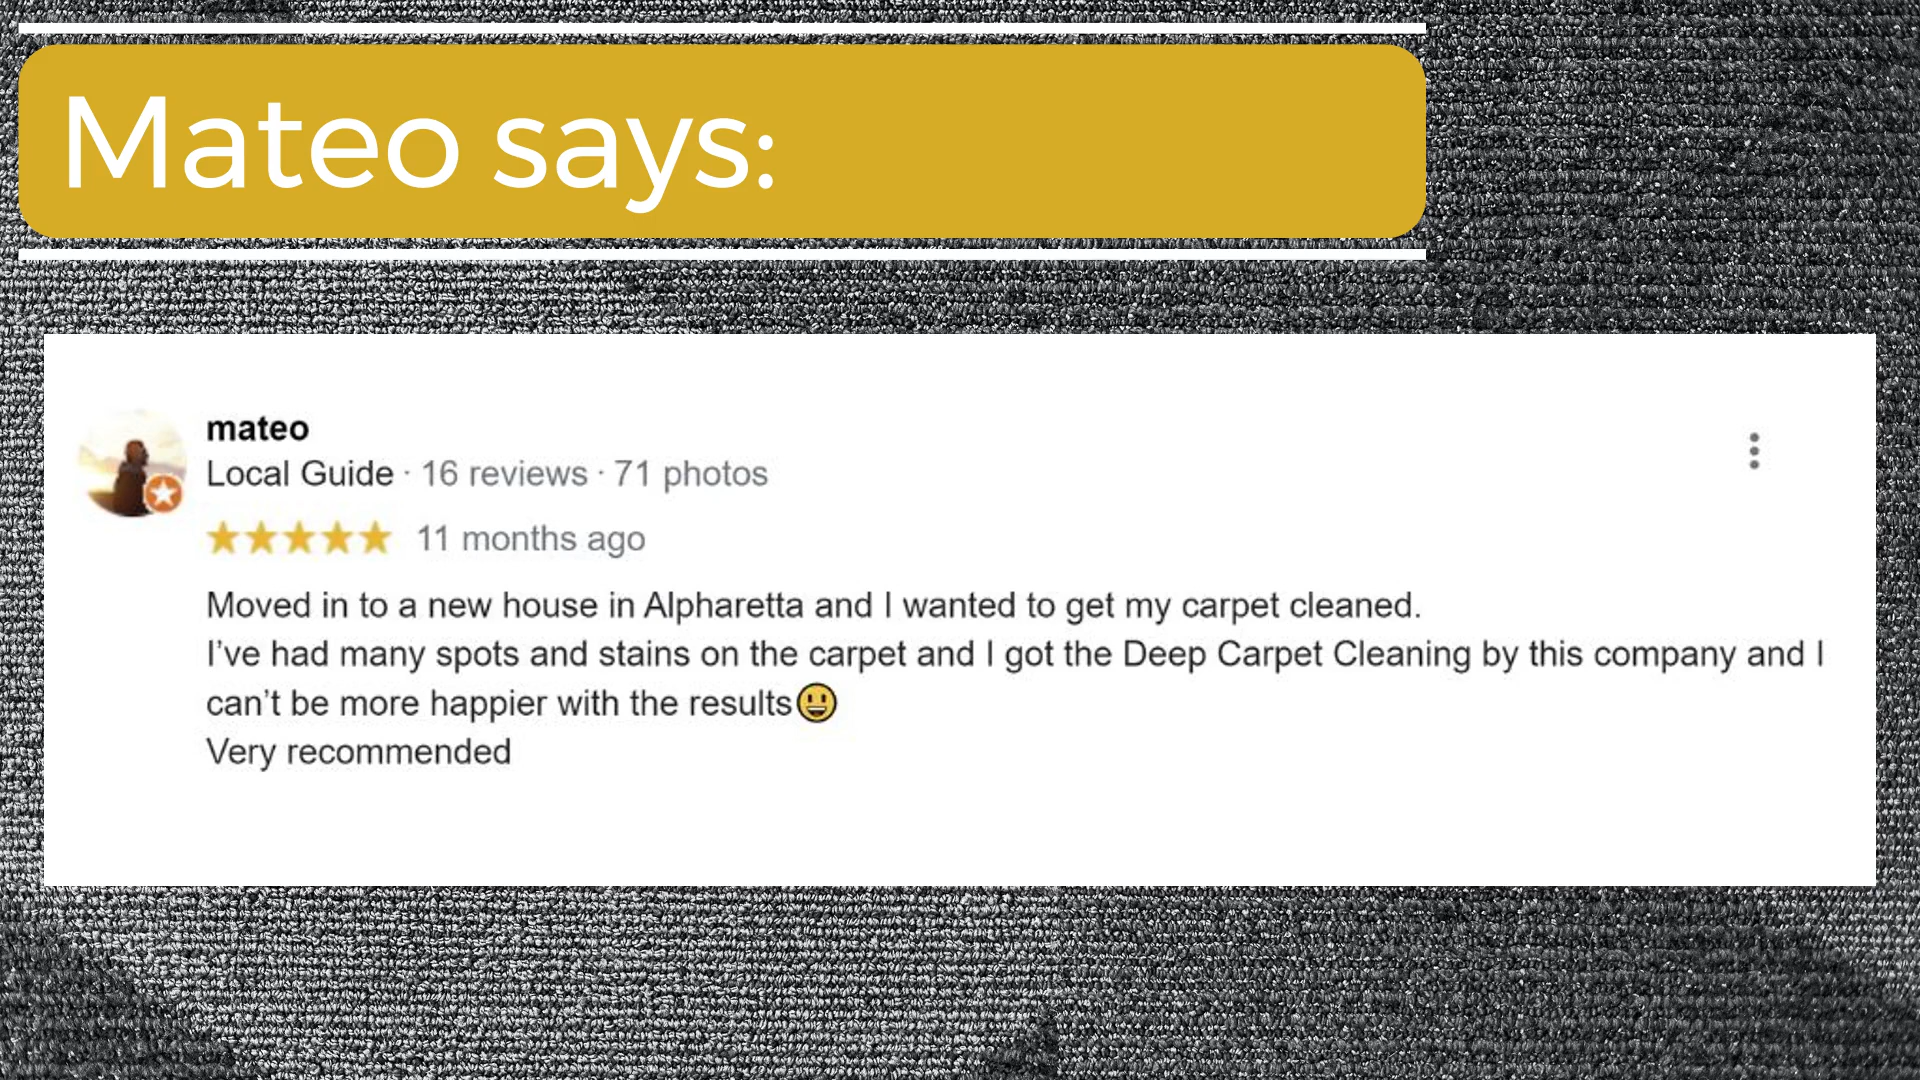 Mateo says:
mateo
Local Guide · 16 reviews · 71 photos
11 months ago
Moved in to a new house in Alpharetta and I wanted to get my carpet cleaned.
I’ve had many spots and stains on the carpet and I got the Deep Carpet Cleaning by this company and I
can’t be more happier with the results😃
Very recommended